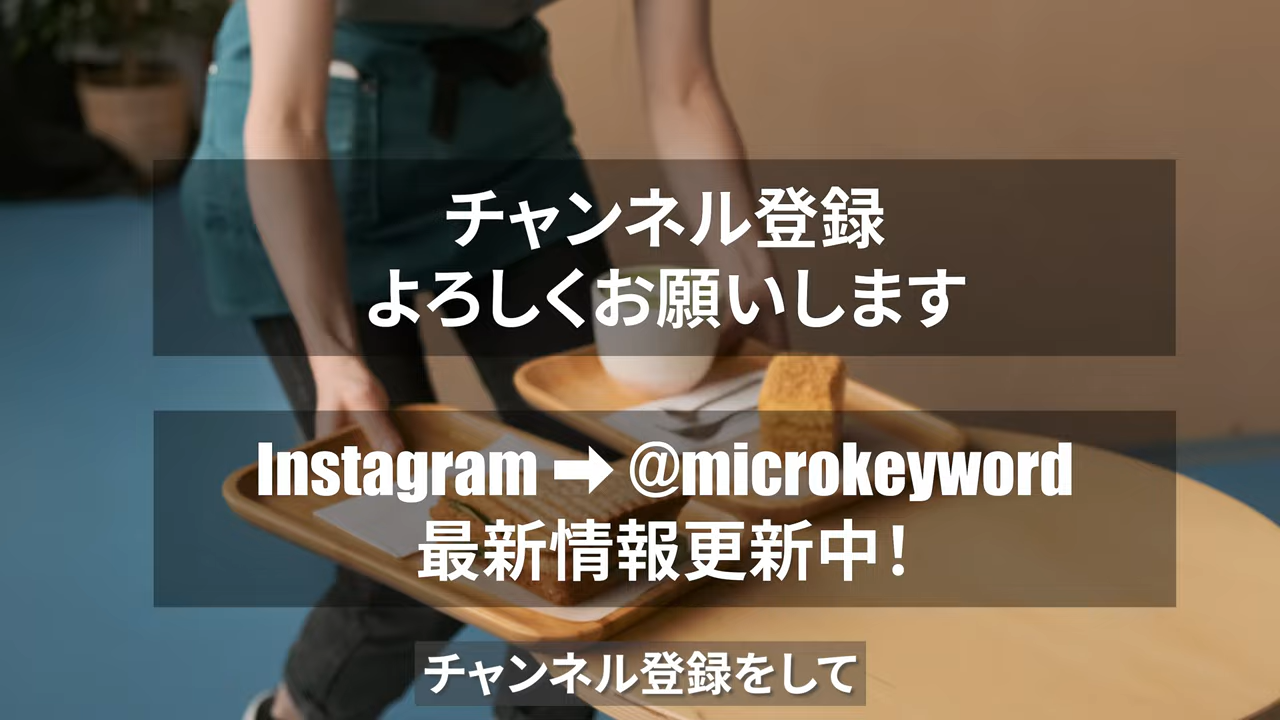 チャンネル登録
よろしくお願いします
Instagram ➡ @microkeyword
最新情報更新中！
チャンネル登録をして